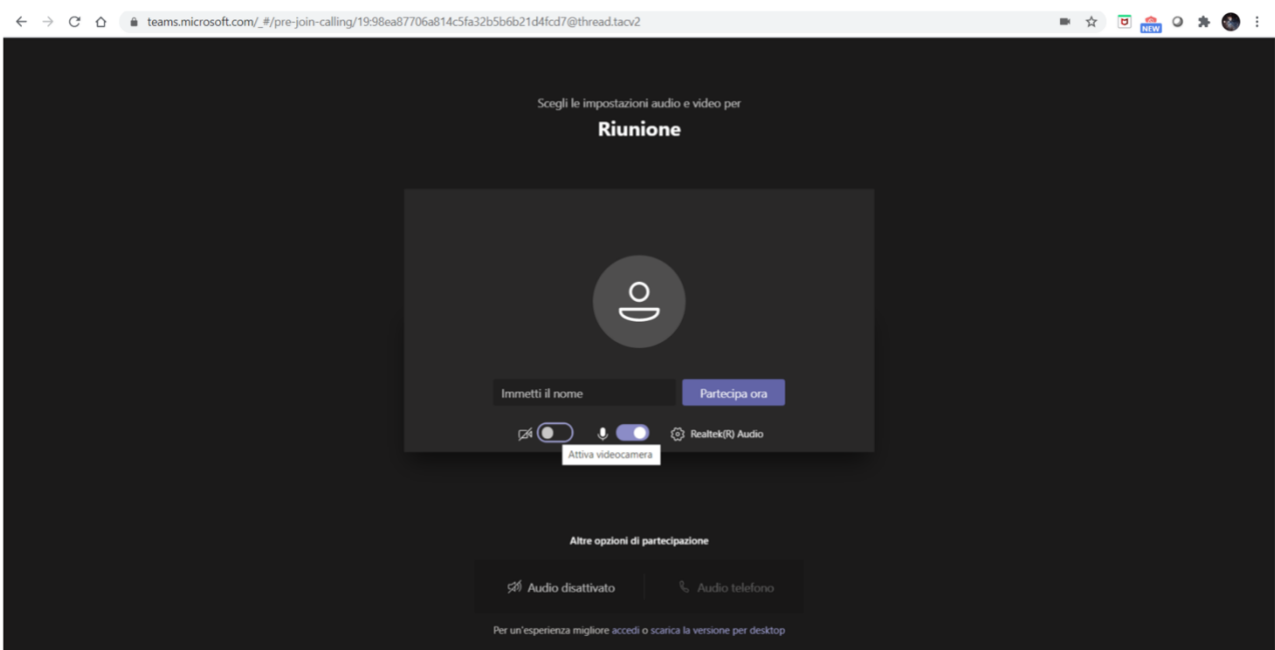 teams.microsoft.com/_#/pre-join-calling/19:98ea87706a814c5fa32b5b6b21d4fcd7@thread.tacv2
NEW
Scegli le impostazioni audio e video per
Riunione
Immetti il nome
Partecipa ora
Realtek(R) Audio
Attiva videocamera
Altre opzioni di partecipazione
Audio disattivato
Audio telefono
Per un'esperienza migliore accedi o scarica la versione per desktop